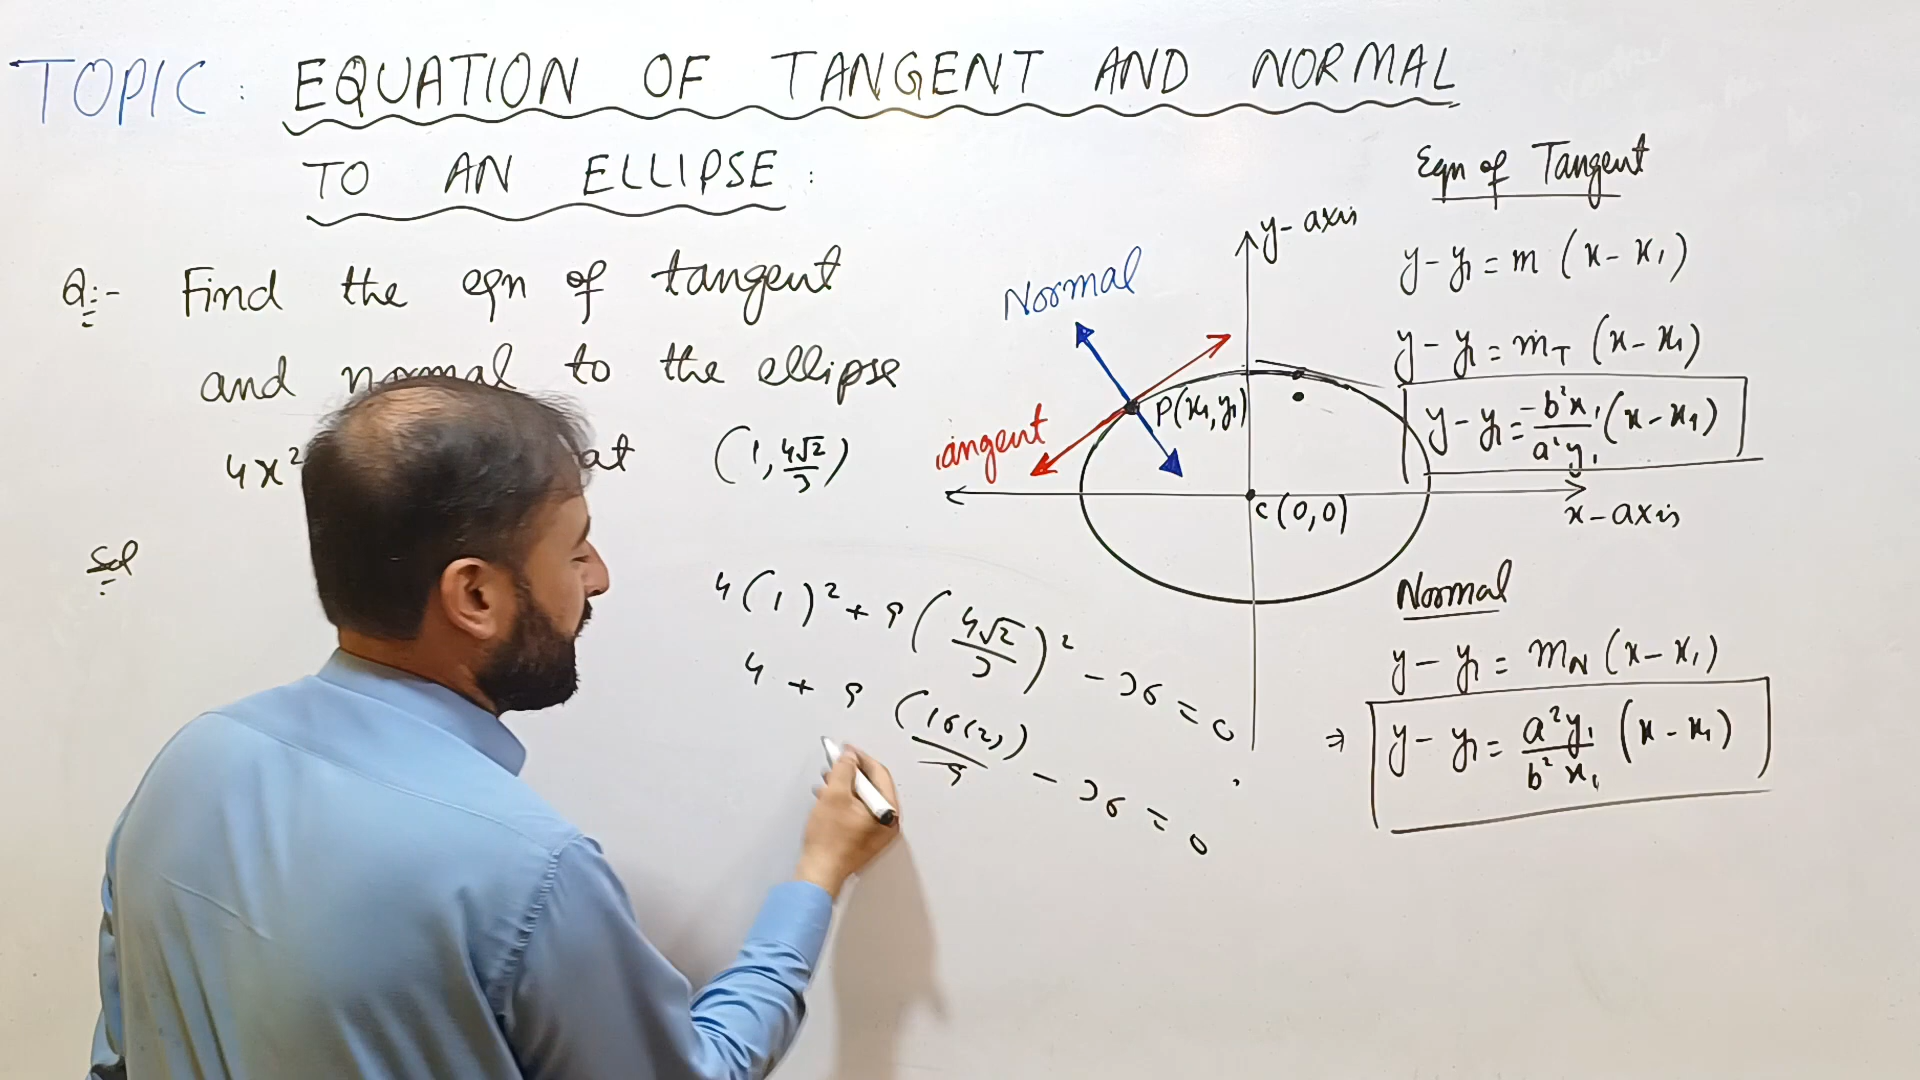 TOPIC : EQUATION OF TANGENT AND NORMAL
TO AN ELLIPSE :
Q:- Find the eqn of tangent
and normal to the ellipse
4x² at (1, 4√2/3)
Sol
4(1)² + 9(4√2/3)² - 36 = 0
4 + 9 (16(2)/9) - 36 = 0
Normal
y-axis
P(x₁,y₁)
tangent
C(0,0)
x-axis
Eqn of Tangent
y - y₁ = m (x - x₁)
y - y₁ = m_T (x - x₁)
y - y₁ = -b²x₁/a²y₁ (x - x₁)
Normal
y - y₁ = m_N (x - x₁)
⇒ y - y₁ = a²y₁/b²x₁ (x - x₁)